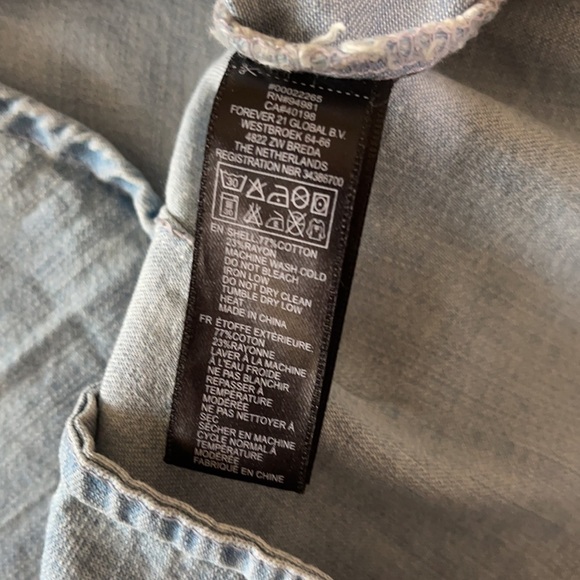 #00022265
RN#94981
CA#40198
FOREVER 21 GLOBAL B.V.
WESTBROEK 64-66
4822 ZW BREDA
THE NETHERLANDS
REGISTRATION NBR 34386700
30
30
EN SHELL:77%COTTON
23%RAYON
MACHINE WASH COLD
DO NOT BLEACH
IRON LOW
DO NOT DRY CLEAN
TUMBLE DRY LOW
HEAT
MADE IN CHINA
FR ÉTOFFE EXTÉRIEURE:
77%COTON
23%RAYONNE
LAVER À LA MACHINE
À L'EAU FROIDE
NE PAS BLANCHIR
REPASSER À
TEMPÉRATURE
MODÉRÉE
NE PAS NETTOYER À
SEC
SÉCHER EN MACHINE
CYCLE NORMAL À
TEMPÉRATURE
MODÉRÉE
FABRIQUÉ EN CHINE